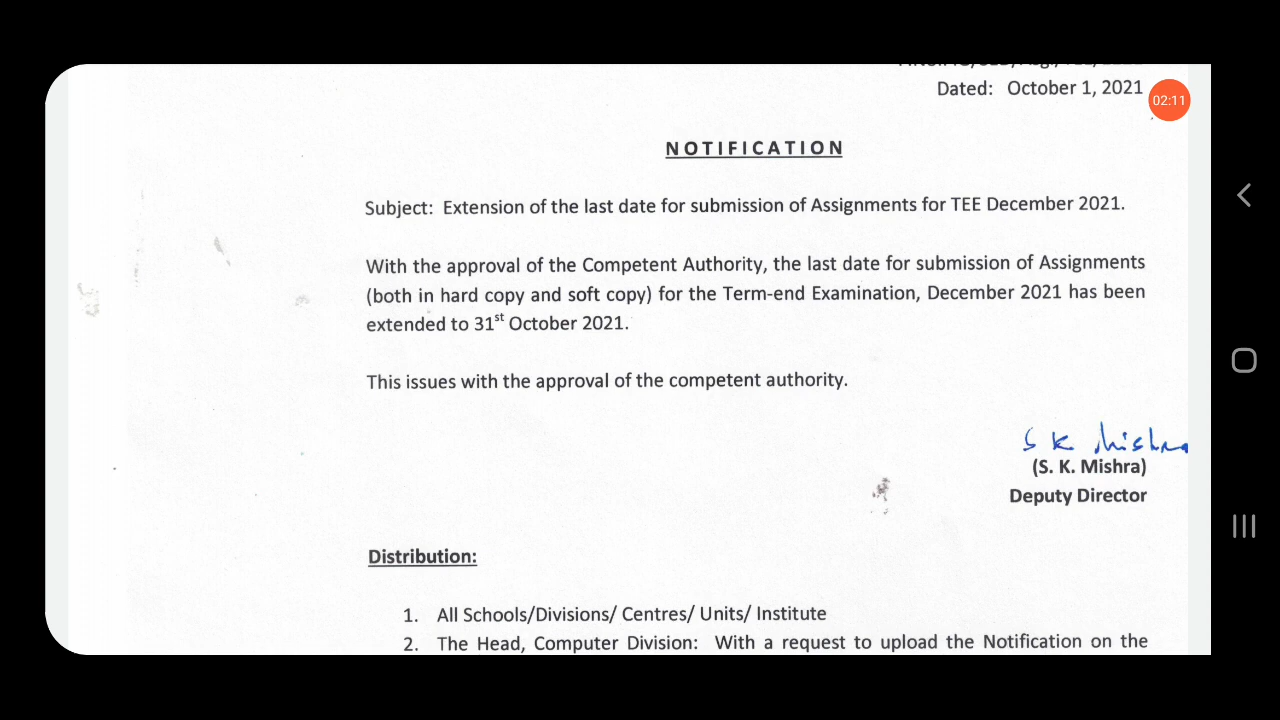 Dated: October 1, 2021
02:11
NOTIFICATION
Subject: Extension of the last date for submission of Assignments for TEE December 2021.
With the approval of the Competent Authority, the last date for submission of Assignments
(both in hard copy and soft copy) for the Term-end Examination, December 2021 has been
extended to 31st October 2021.
This issues with the approval of the competent authority.
S K Mishra
(S. K. Mishra)
Deputy Director
Distribution:
1. All Schools/Divisions/ Centres/ Units/ Institute
2. The Head, Computer Division: With a request to upload the Notification on the